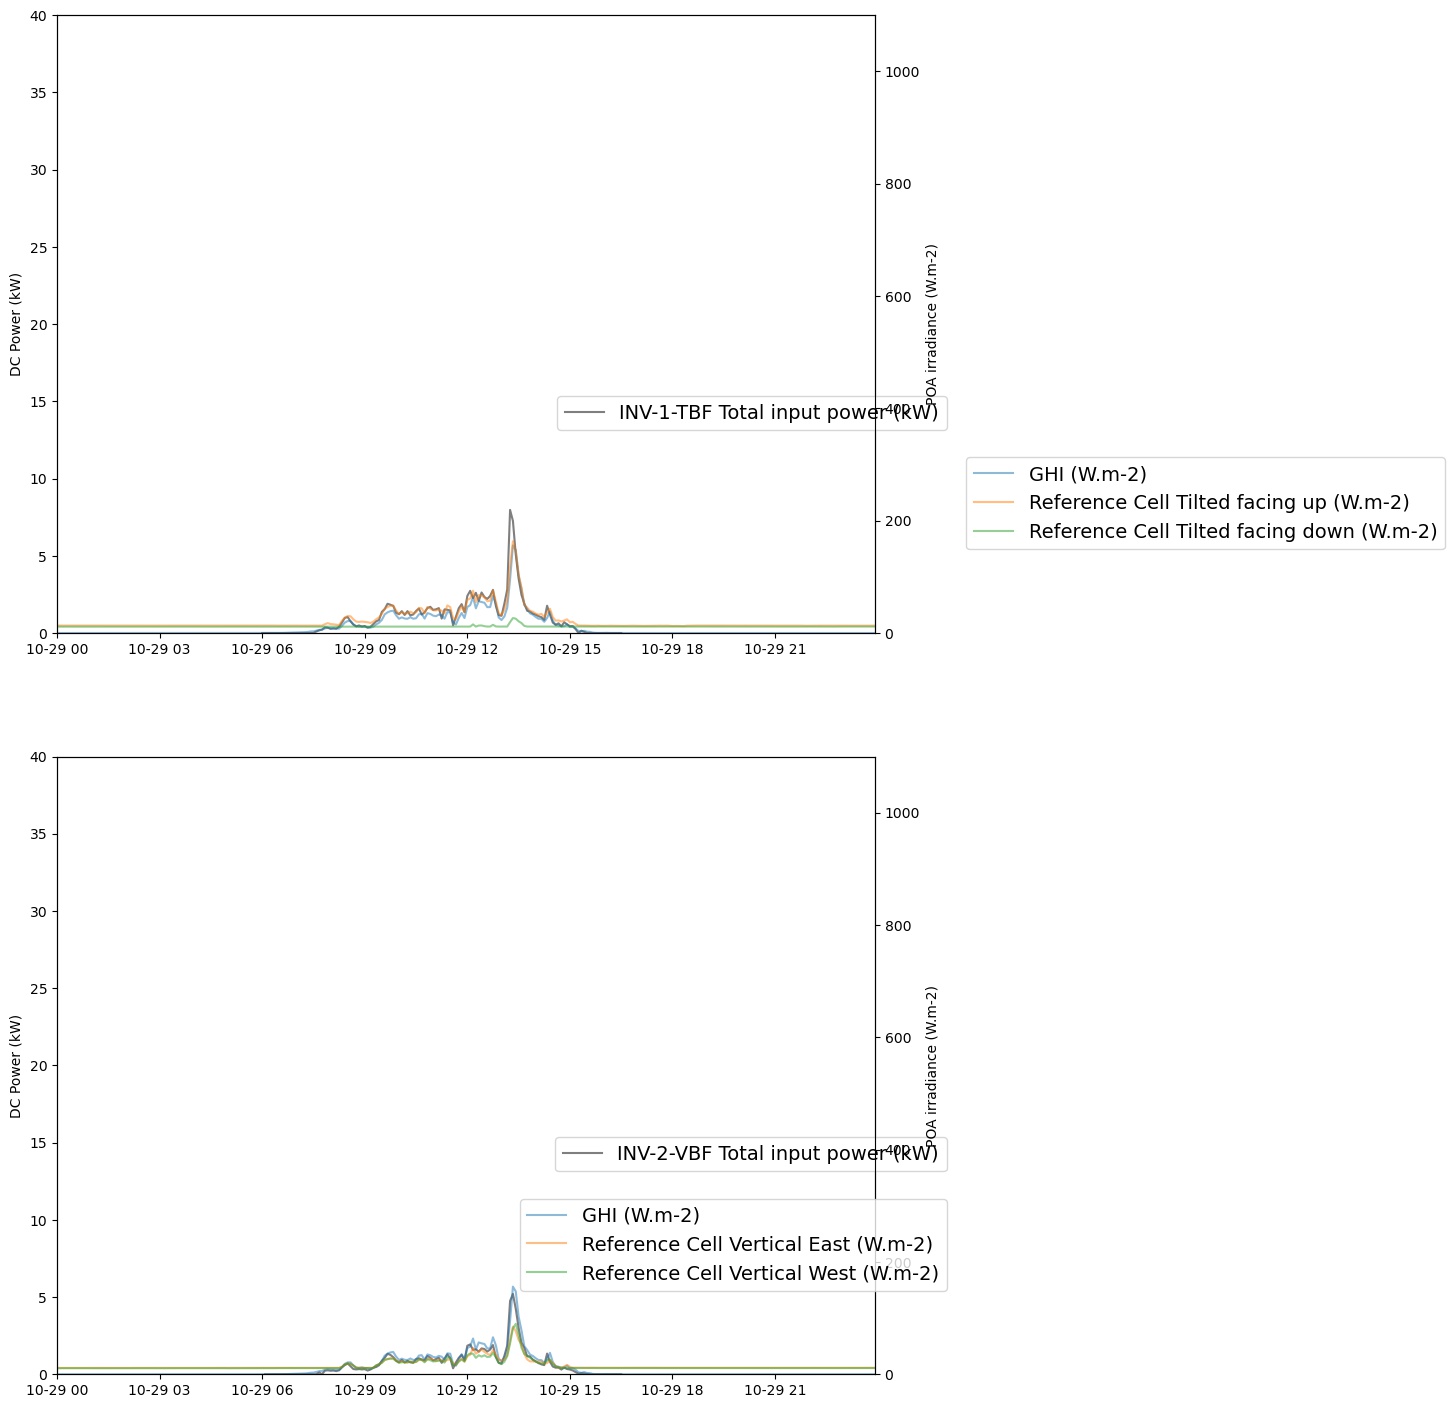 40
35
30
25
20
15
10
5
0
DC Power (kW)
1000
800
600
400
200
0
POA irradiance (W.m-2)
INV-1-TBF Total input power (kW)
GHI (W.m-2)
Reference Cell Tilted facing up (W.m-2)
Reference Cell Tilted facing down (W.m-2)
10-29 00 10-29 03 10-29 06 10-29 09 10-29 12 10-29 15 10-29 18 10-29 21
40
35
30
25
20
15
10
5
0
DC Power (kW)
1000
800
600
400
200
0
POA irradiance (W.m-2)
INV-2-VBF Total input power (kW)
GHI (W.m-2)
Reference Cell Vertical East (W.m-2)
Reference Cell Vertical West (W.m-2)
10-29 00 10-29 03 10-29 06 10-29 09 10-29 12 10-29 15 10-29 18 10-29 21